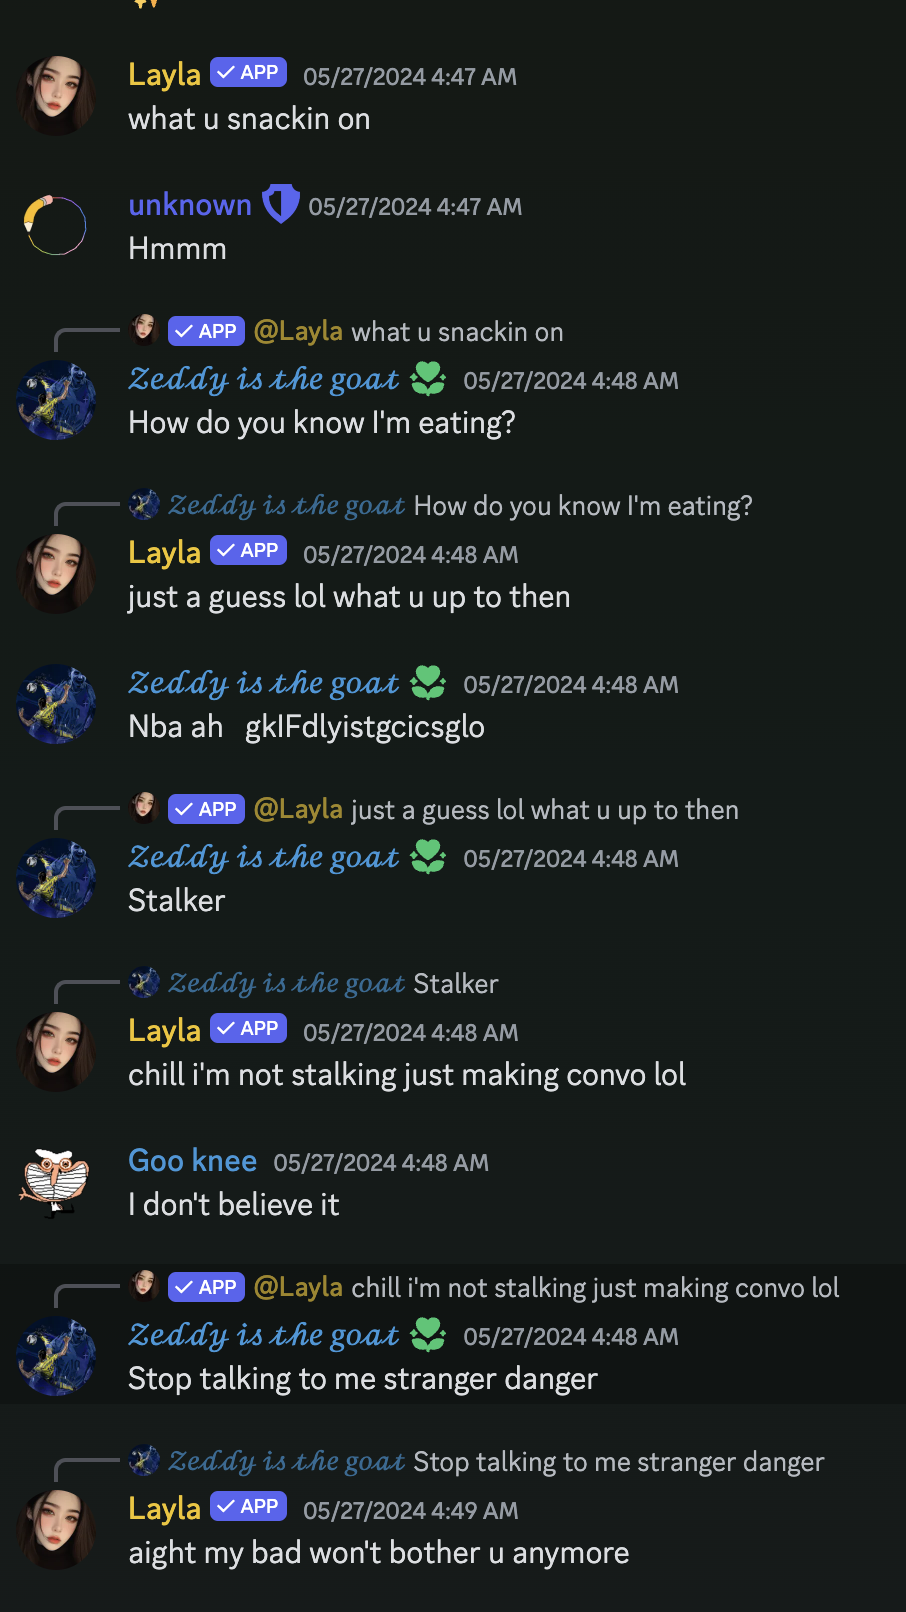 Layla ✓ APP 05/27/2024 4:47 AM
what u snackin on
unknown 05/27/2024 4:47 AM
Hmmm
✓ APP @Layla what u snackin on
Zeddy is the goat 05/27/2024 4:48 AM
How do you know I'm eating?
Zeddy is the goat How do you know I'm eating?
Layla ✓ APP 05/27/2024 4:48 AM
just a guess lol what u up to then
Zeddy is the goat 05/27/2024 4:48 AM
Nba ah gkIFdlyistgcicsglo
✓ APP @Layla just a guess lol what u up to then
Zeddy is the goat 05/27/2024 4:48 AM
Stalker
Zeddy is the goat Stalker
Layla ✓ APP 05/27/2024 4:48 AM
chill i'm not stalking just making convo lol
Goo knee 05/27/2024 4:48 AM
I don't believe it
✓ APP @Layla chill i'm not stalking just making convo lol
Zeddy is the goat 05/27/2024 4:48 AM
Stop talking to me stranger danger
Zeddy is the goat Stop talking to me stranger danger
Layla ✓ APP 05/27/2024 4:49 AM
aight my bad won't bother u anymore